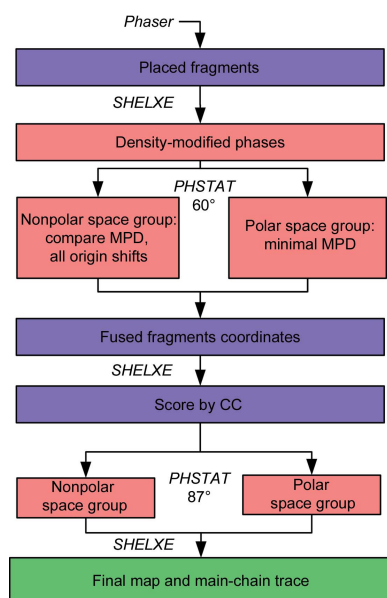 Phaser
Placed fragments
SHELXE
Density-modified phases
PHSTAT
60°
Nonpolar space group:
compare MPD,
all origin shifts
Polar space group:
minimal MPD
Fused fragments coordinates
SHELXE
Score by CC
PHSTAT
87°
Nonpolar
space group
Polar
space group
SHELXE
Final map and main-chain trace